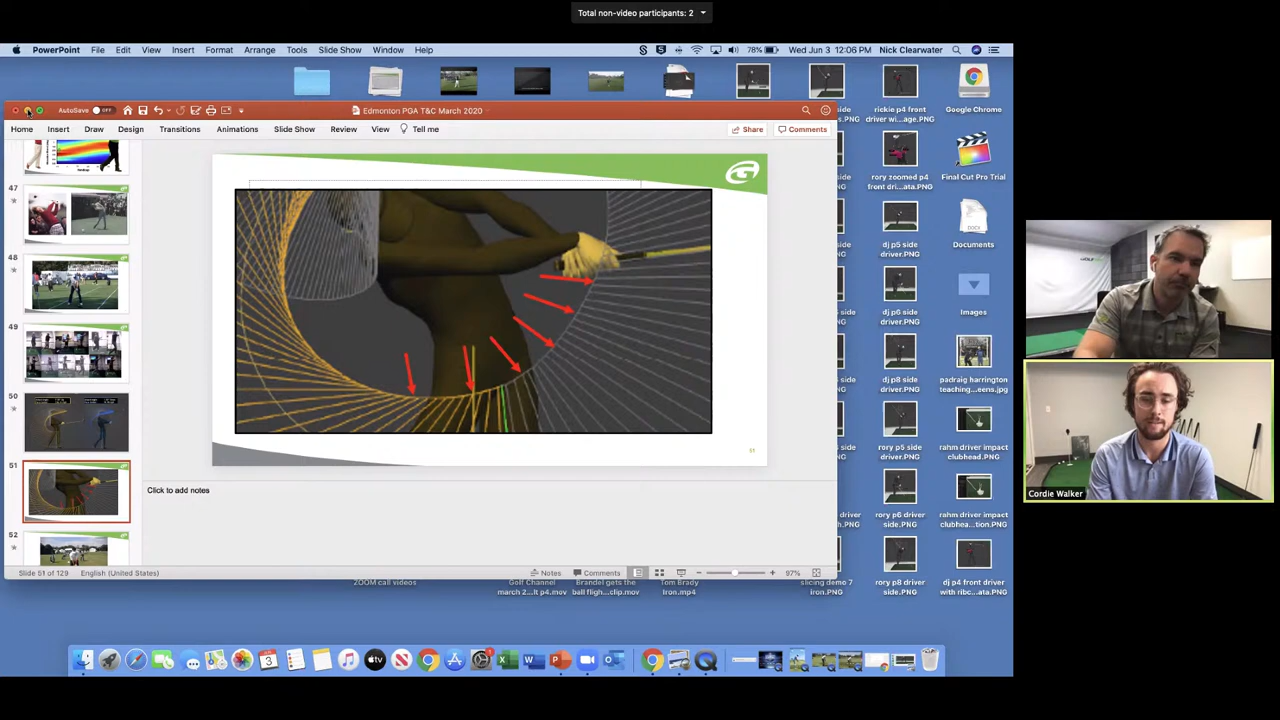 Total non-video participants: 2
PowerPoint File Edit View Insert Format Arrange Tools Slide Show Window Help
78% Wed Jun 3 12:06 PM Nick Clearwater
AutoSave OFF
Edmonton PGA T&C March 2020
Home Insert Draw Design Transitions Animations Slide Show Review View Tell me
Share Comments
47
48
49
50
51
52
51
Click to add notes
Slide 51 of 129 English (United States)
Notes Comments
97%
rickie p4 front
driver wi...age.PNG
rory zoomed p4
front dri...ata.PNG
dj p5 side
driver.PNG
dj p6 side
driver.PNG
dj p8 side
driver.PNG
rory p5 side
driver.PNG
rory p6 driver
side.PNG
rory p8 driver
side.PNG
Google Chrome
Final Cut Pro Trial
Documents
Images
padraig harrington
teaching...eens.jpg
rahm driver impact
clubhead.PNG
rahm driver impact
clubhea...tion.PNG
dj p4 front driver
with ribc...ata.PNG
ZOOM call videos
Golf Channel
march 2...lt p4.mov
Brandel gets the
ball fligh...clip.mov
Tom Brady
Iron.mp4
slicing demo 7
iron.PNG
Cordie Walker